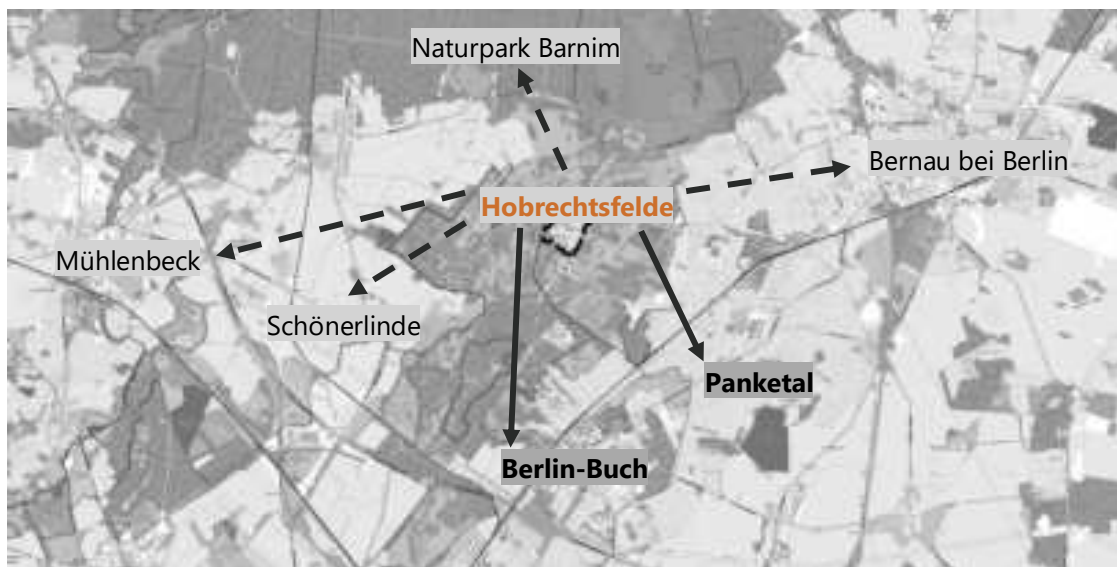 Naturpark Barnim
Bernau bei Berlin
Hobrechtsfelde
Mühlenbeck
Schönerlinde
Panketal
Berlin-Buch